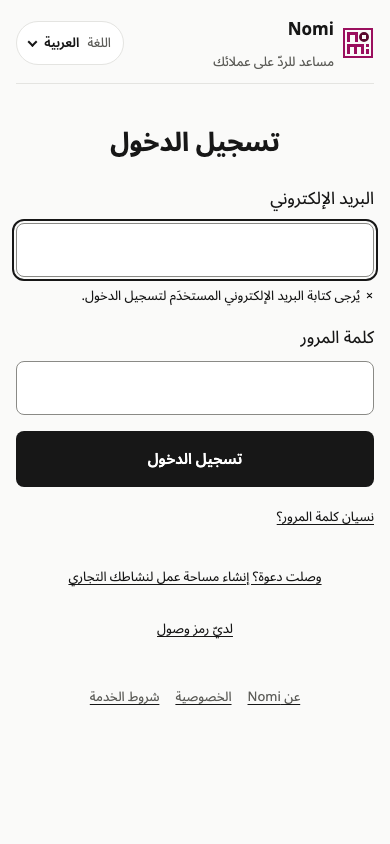 Nomi
مساعد للردّ على عملائك
اللغة العربية
تسجيل الدخول
البريد الإلكتروني
× يُرجى كتابة البريد الإلكتروني المستخدَم لتسجيل الدخول.
كلمة المرور
تسجيل الدخول
نسيان كلمة المرور؟
وصلت دعوة؟ إنشاء مساحة عمل لنشاطك التجاري
لديّ رمز وصول
عن Nomi الخصوصية شروط الخدمة